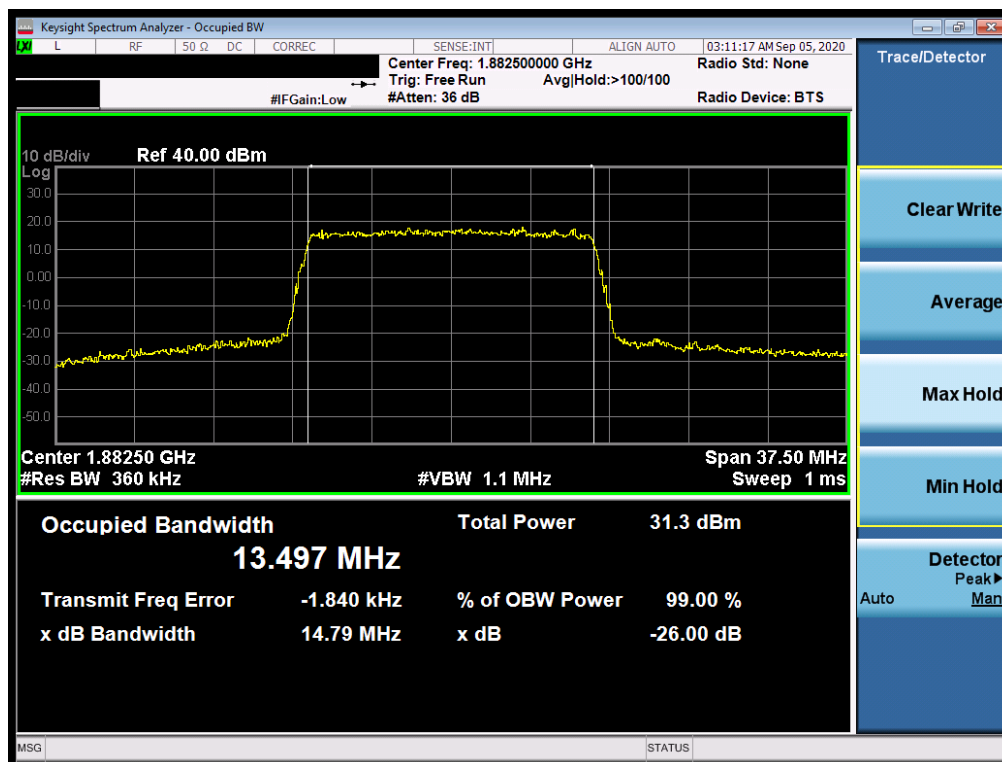 Keysight Spectrum Analyzer - Occupied BW
LXI L RF 50 Ω DC CORREC SENSE:INT ALIGN AUTO 03:11:17 AM Sep 05, 2020
Center Freq: 1.882500000 GHz Radio Std: None
Trig: Free Run Avg|Hold:>100/100
#IFGain:Low #Atten: 36 dB Radio Device: BTS
10 dB/div Ref 40.00 dBm
Log
30.0
20.0
10.0
0.00
-10.0
-20.0
-30.0
-40.0
-50.0
Center 1.88250 GHz Span 37.50 MHz
#Res BW 360 kHz #VBW 1.1 MHz Sweep 1 ms
Occupied Bandwidth Total Power 31.3 dBm
13.497 MHz
Transmit Freq Error -1.840 kHz % of OBW Power 99.00 %
x dB Bandwidth 14.79 MHz x dB -26.00 dB
MSG STATUS
Trace/Detector
Clear Write
Average
Max Hold
Min Hold
Detector
Peak▶
Auto Man